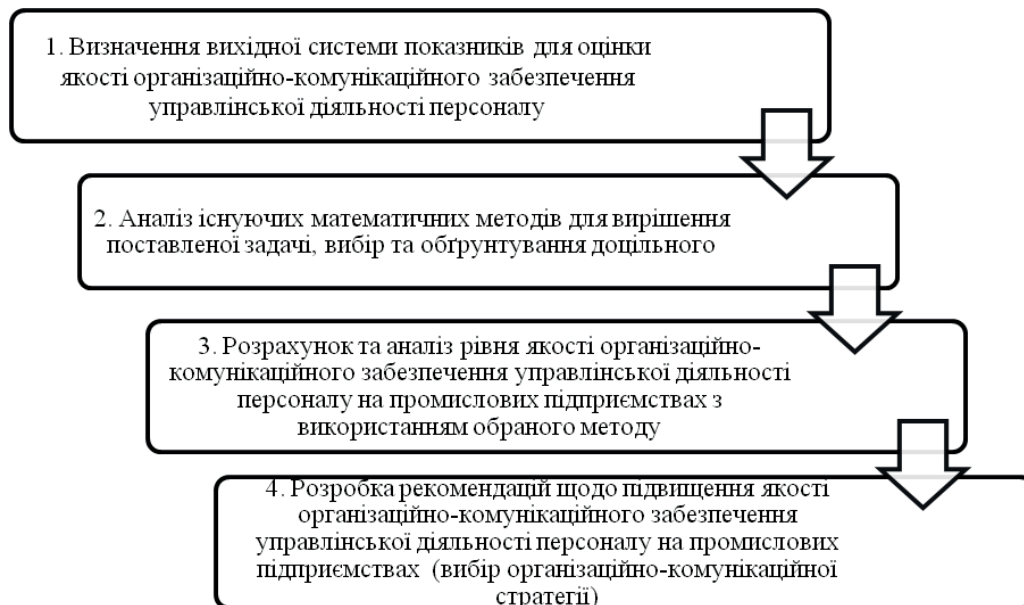 1. Визначення вихідної системи показників для оцінки
якості організаційно-комунікаційного забезпечення
управлінської діяльності персоналу
2. Аналіз існуючих математичних методів для вирішення
поставленої задачі, вибір та обґрунтування доцільного
3. Розрахунок та аналіз рівня якості організаційно-
комунікаційного забезпечення управлінської діяльності
персоналу на промислових підприємствах з
використанням обраного методу
4. Розробка рекомендацій щодо підвищення якості
організаційно-комунікаційного забезпечення
управлінської діяльності персоналу на промислових
підприємствах (вибір організаційно-комунікаційної
стратегії)